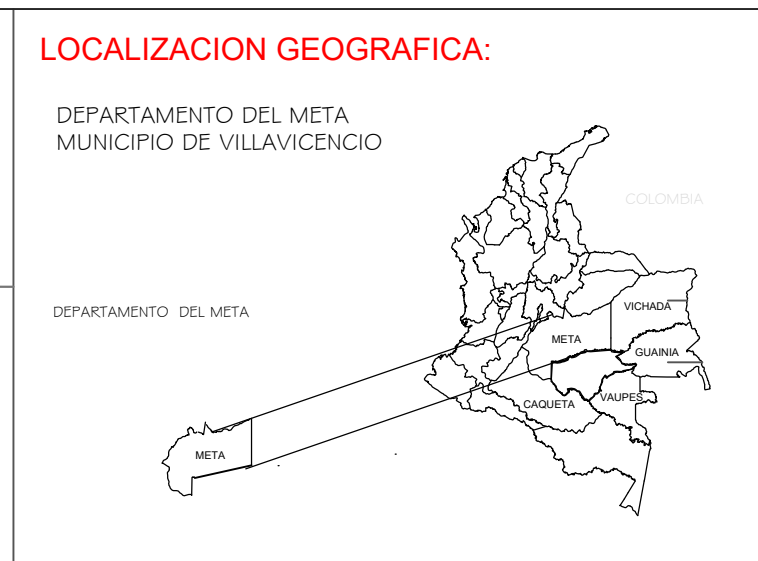 LOCALIZACION GEOGRAFICA:
DEPARTAMENTO DEL META
MUNICIPIO DE VILLAVICENCIO
COLOMBIA
DEPARTAMENTO DEL META
VICHADA
META
GUAINIA
CAQUETA
VAUPES
META